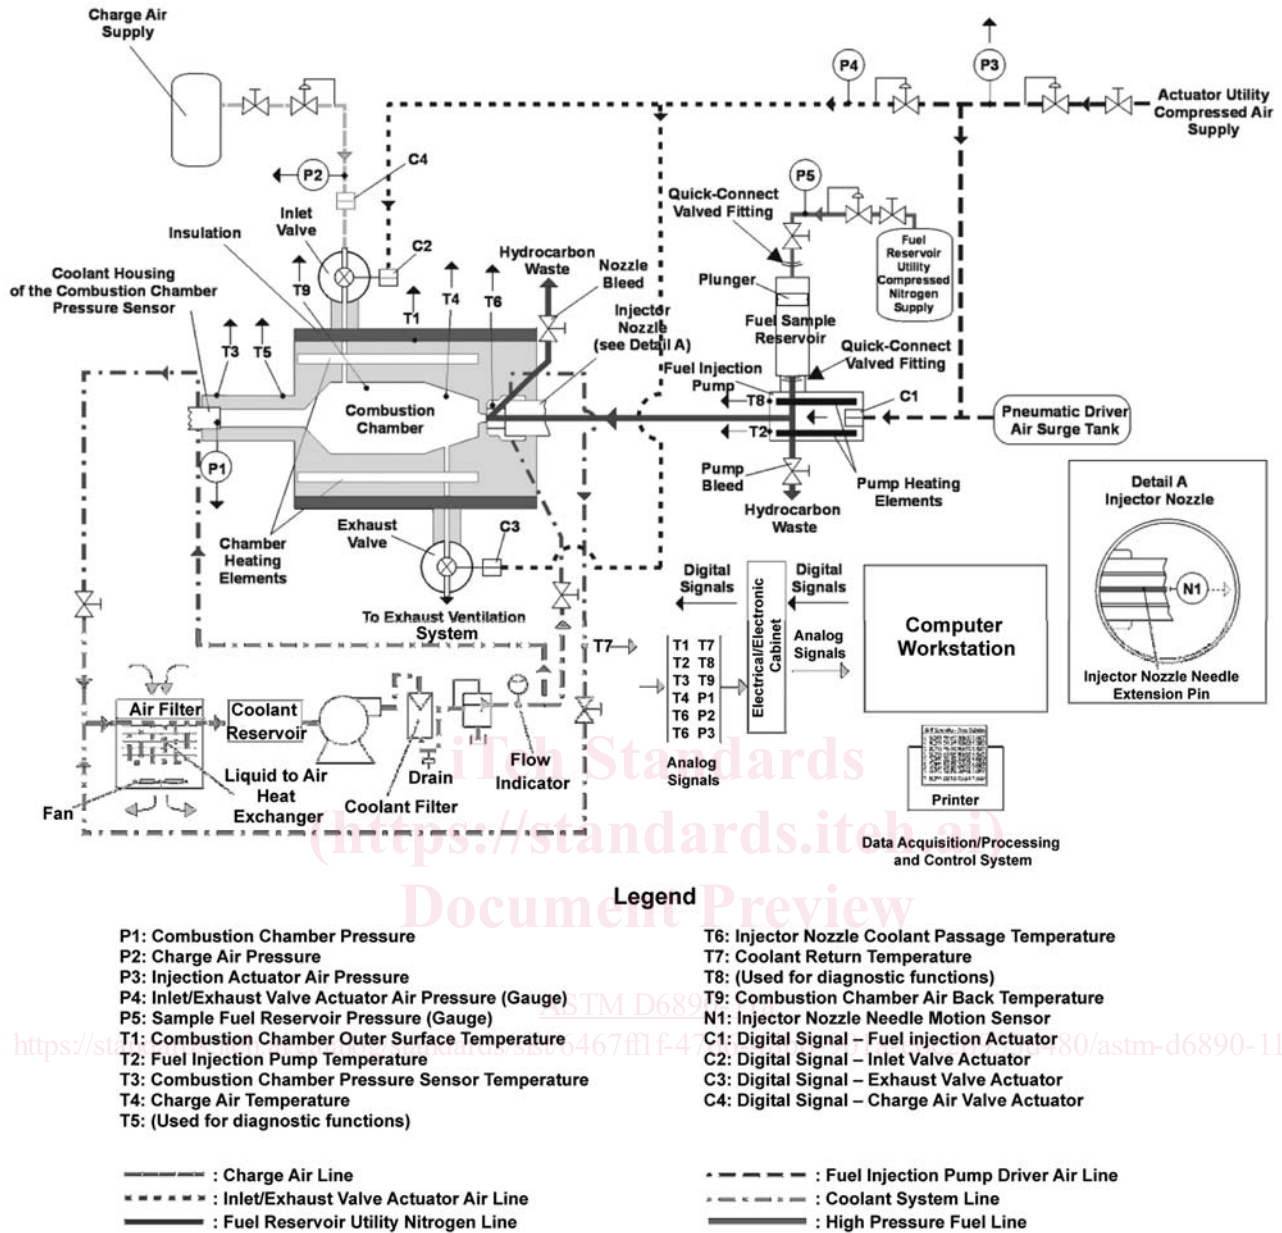 Charge Air
Supply
P4
P3
Actuator Utility
Compressed Air
Supply
P2
C4
P5
Quick-Connect
Valved Fitting
Inlet
Valve
Insulation
C2
Hydrocarbon
Waste
Nozzle
Bleed
Fuel
Reservoir
Utility
Compressed
Nitrogen
Supply
Coolant Housing
of the Combustion Chamber
Pressure Sensor
T9
T4
T6
T1
Plunger
Injector
Nozzle
(see Detail A)
Fuel Sample
Reservoir
T3
T5
Quick-Connect
Valved Fitting
Fuel Injection
Pump
T8
C1
Combustion
Chamber
Pneumatic Driver
Air Surge Tank
T2
P1
Pump
Bleed
Pump Heating
Elements
Hydrocarbon
Waste
Detail A
Injector Nozzle
N1
Injector Nozzle Needle
Extension Pin
Exhaust
Valve
C3
Chamber
Heating
Elements
To Exhaust Ventilation
System
Digital
Signals
Digital
Signals
Electrical/Electronic
Cabinet
Analog
Signals
Computer
Workstation
T7
T1 T7
T2 T8
T3 T9
T4 P1
T6 P2
T6 P3
Analog
Signals
Air Filter
Coolant
Reservoir
Liquid to Air
Heat
Exchanger
Fan
Coolant Filter
Drain
Flow
Indicator
Printer
Data Acquisition/Processing
and Control System
iTeh Standards
(https://standards.iteh.ai)
Document Preview
Legend
P1: Combustion Chamber Pressure
P2: Charge Air Pressure
P3: Injection Actuator Air Pressure
P4: Inlet/Exhaust Valve Actuator Air Pressure (Gauge)
P5: Sample Fuel Reservoir Pressure (Gauge)
T1: Combustion Chamber Outer Surface Temperature
T2: Fuel Injection Pump Temperature
T3: Combustion Chamber Pressure Sensor Temperature
T4: Charge Air Temperature
T5: (Used for diagnostic functions)
T6: Injector Nozzle Coolant Passage Temperature
T7: Coolant Return Temperature
T8: (Used for diagnostic functions)
T9: Combustion Chamber Air Back Temperature
N1: Injector Nozzle Needle Motion Sensor
C1: Digital Signal – Fuel injection Actuator
C2: Digital Signal – Inlet Valve Actuator
C3: Digital Signal – Exhaust Valve Actuator
C4: Digital Signal – Charge Air Valve Actuator
: Charge Air Line
: Inlet/Exhaust Valve Actuator Air Line
: Fuel Reservoir Utility Nitrogen Line
: Fuel Injection Pump Driver Air Line
: Coolant System Line
: High Pressure Fuel Line